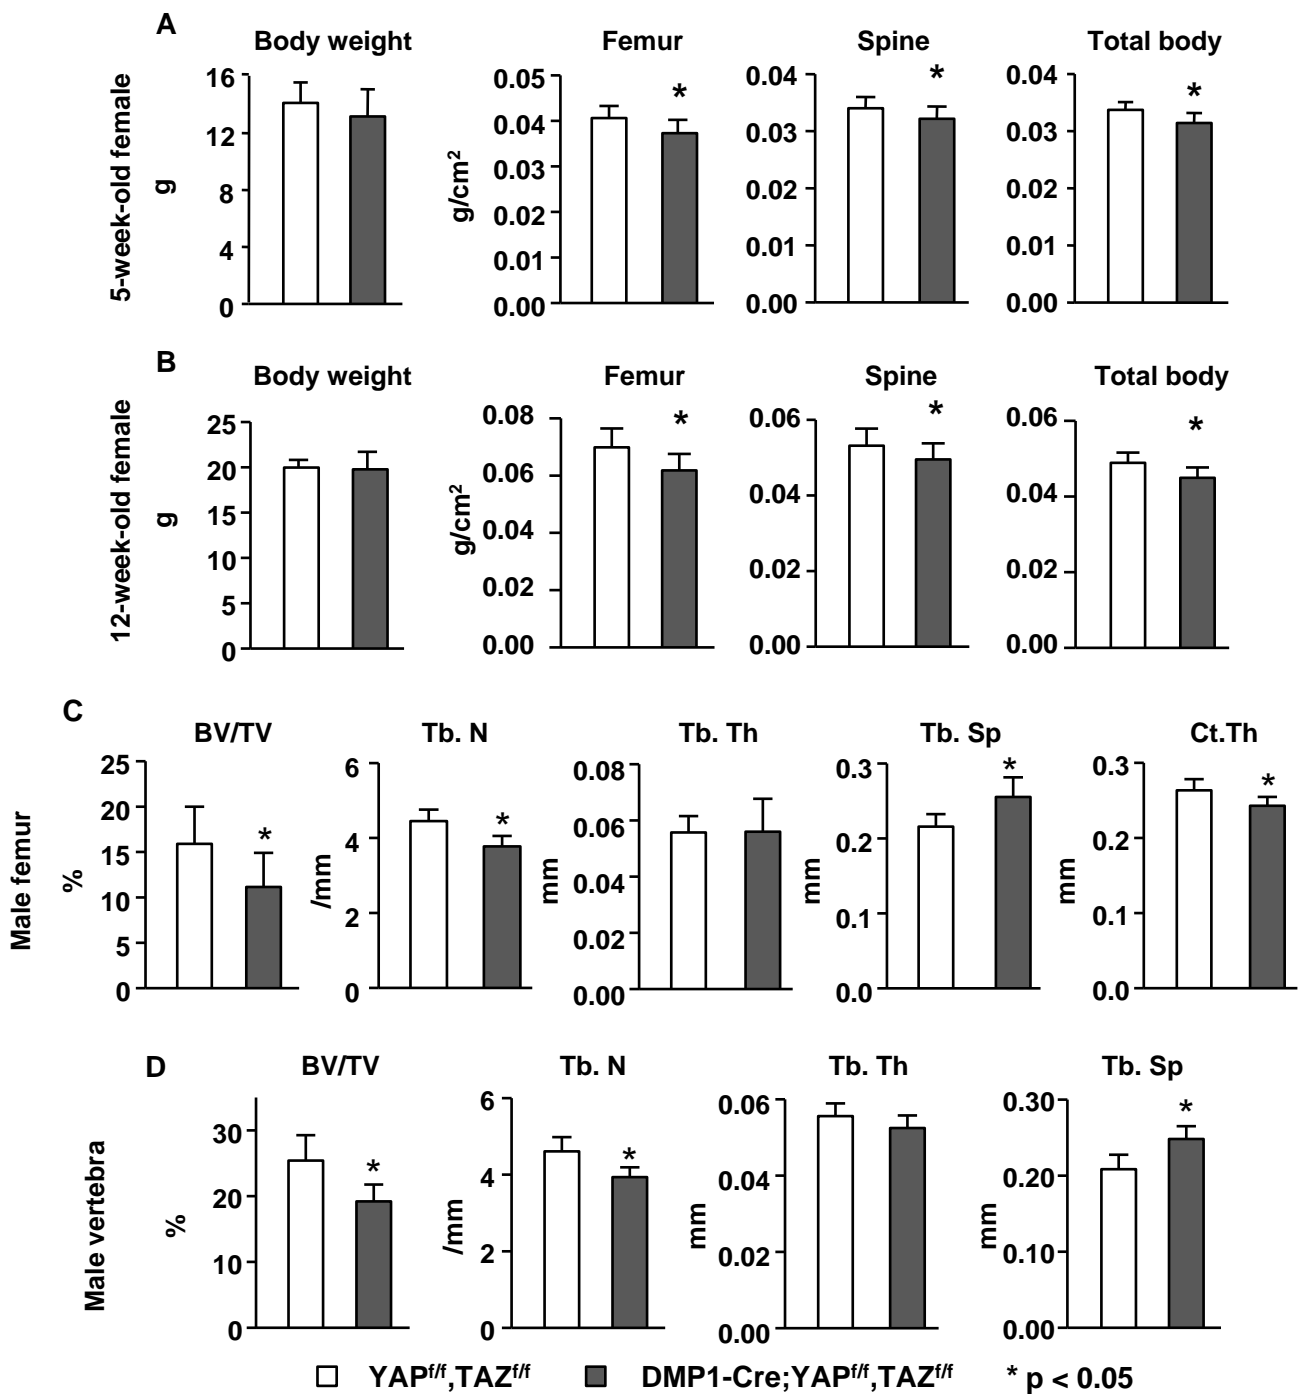 A
Body weight
Femur
Spine
Total body
5-week-old female
g
16
12
8
4
0
g/cm²
0.05
0.04
0.03
0.02
0.01
0.00
*
0.04
0.03
0.02
0.01
0.00
*
0.04
0.03
0.02
0.01
0.00
*
B
Body weight
Femur
Spine
Total body
12-week-old female
g
25
20
15
10
5
0
g/cm²
0.08
0.06
0.04
0.02
0.00
*
0.06
0.04
0.02
0.00
*
0.06
0.04
0.02
0.00
*
C
BV/TV
Tb. N
Tb. Th
Tb. Sp
Ct.Th
Male femur
%
25
20
15
10
5
0
*
/mm
6
4
2
0
*
mm
0.08
0.06
0.04
0.02
0.00
mm
0.3
0.2
0.1
0.0
*
mm
0.3
0.2
0.1
0.0
*
D
BV/TV
Tb. N
Tb. Th
Tb. Sp
Male vertebra
%
30
20
10
0
*
/mm
6
4
2
0
*
mm
0.06
0.04
0.02
0.00
mm
0.30
0.20
0.10
0.00
*
YAP^f/f,TAZ^f/f
DMP1-Cre;YAP^f/f,TAZ^f/f
* p < 0.05